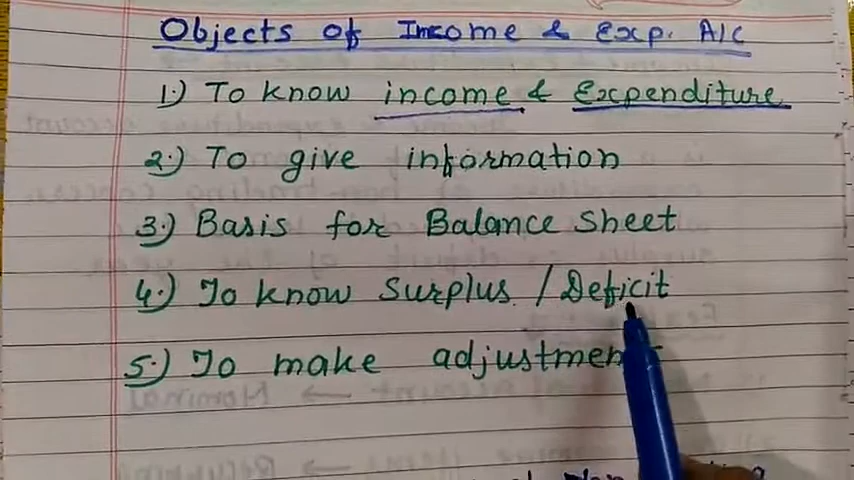 Objects of Income & Exp. A/C
1.) To know income & Expenditure
2.) To give information
3.) Basis for Balance Sheet
4.) To know Surplus / Deficit
5.) To make adjustment